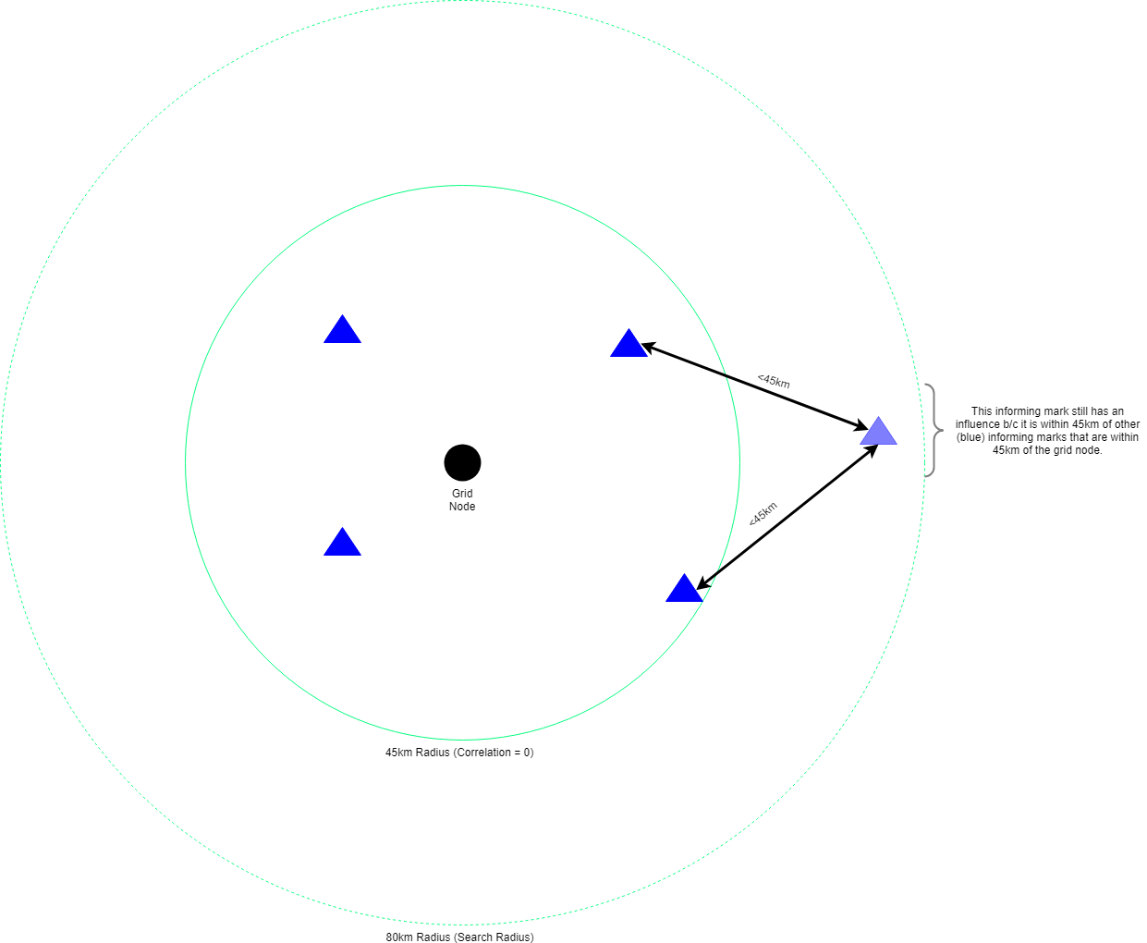 <45km
This informing mark still has an
influence b/c it is within 45km of other
(blue) informing marks that are within
45km of the grid node.
Grid
Node
<45km
45km Radius (Correlation = 0)
80km Radius (Search Radius)